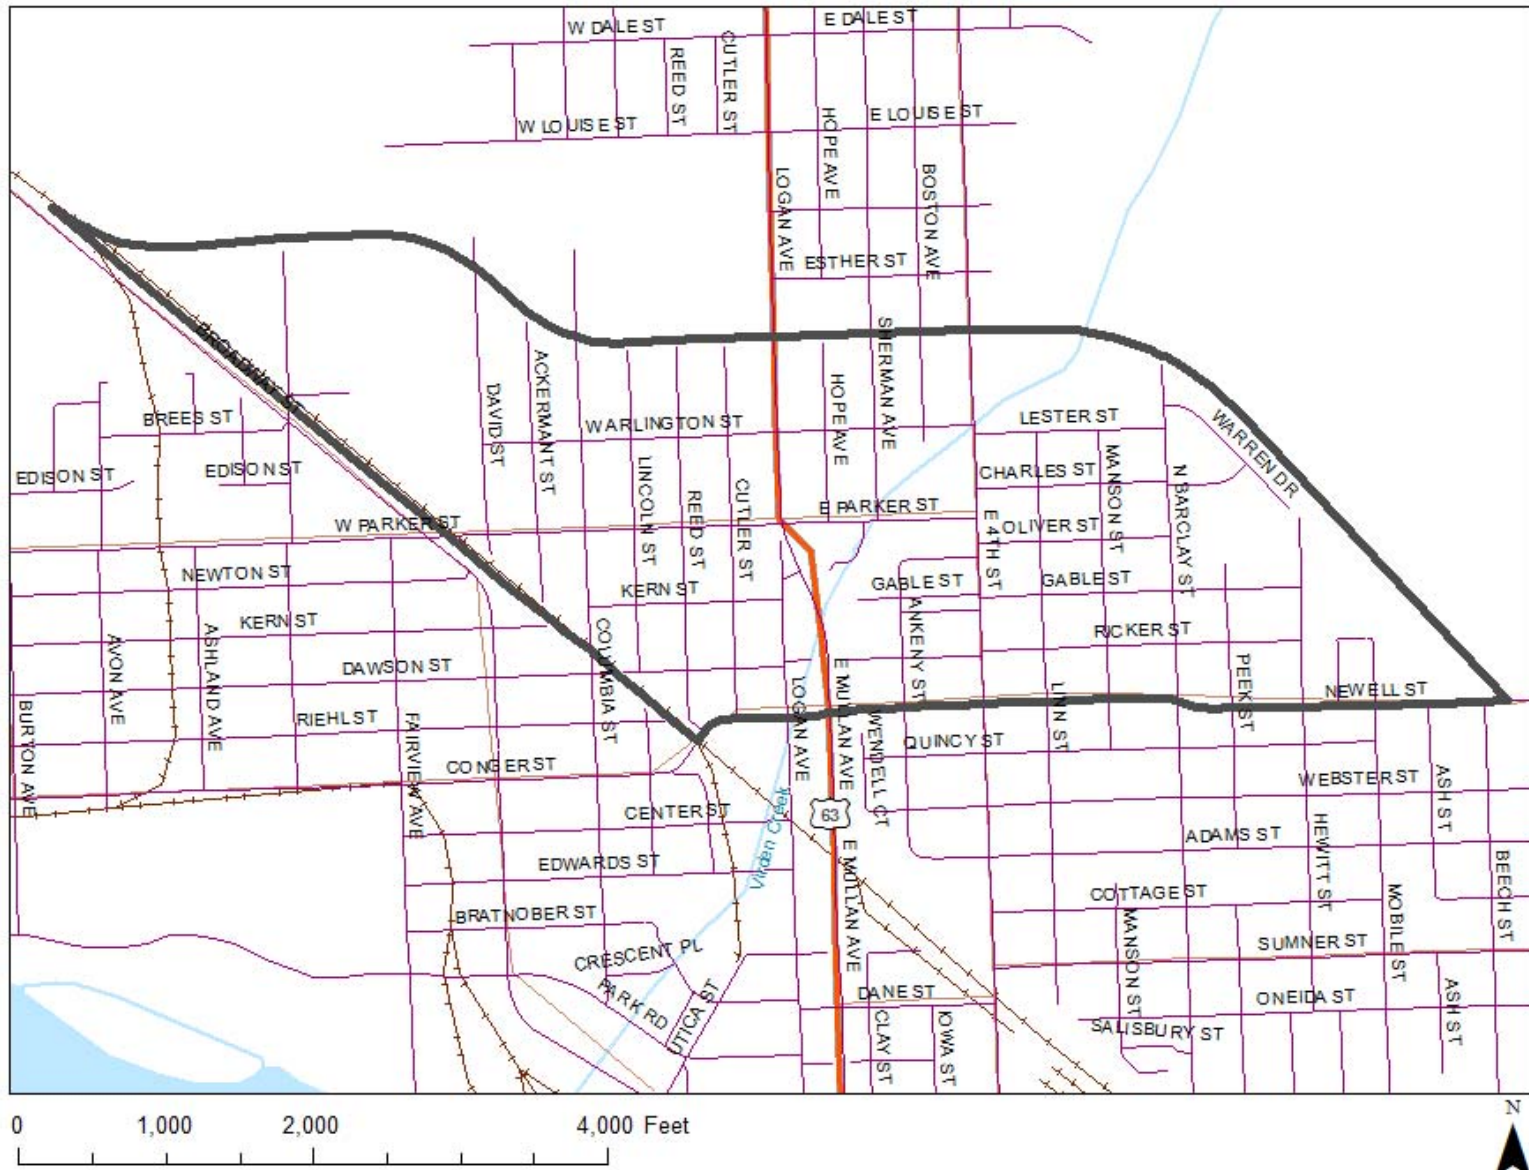 W DALE ST
E DALE ST
REED ST
CUTLER ST
W LOUISE ST
E LOUISE ST
HOPE AVE
LOGAN AVE
BOSTON AVE
ESTHER ST
BROADWAY ST
SHERMAN AVE
ACKERMANT ST
DAVID ST
HOPE AVE
BREES ST
WARLINGTON ST
LESTER ST
WARREN DR
EDISON ST
EDISON ST
LINCOLN ST
REED ST
CUTLER ST
CHARLES ST
MANSON ST
N BARCLAY ST
W PARKER ST
E PARKER ST
E 4TH ST
OLIVER ST
NEWTON ST
KERN ST
GABLE ST
GABLE ST
KERN ST
ANKENY ST
RICKER ST
AVON AVE
ASHLAND AVE
DAWSON ST
COLUMBIA ST
E MULLAN AVE
PEEK ST
NEWELL ST
BURTON AVE
RIEHL ST
FAIRVIEW AVE
LOGAN AVE
WENDELL CT
QUINCY ST
LINN ST
CONGER ST
WEBSTER ST
ASH ST
CENTER ST
Virden Creek
63
ADAMS ST
HEWITT ST
EDWARDS ST
E MULLAN AVE
BEECH ST
COTTAGE ST
BRATNOBER ST
MANSON ST
MOBILE ST
CRESCENT PL
SUMNER ST
PARK RD
UTICA ST
DANE ST
ONEIDA ST
ASH ST
CLAY ST
IOWA ST
SALISBURY ST
0 1,000 2,000 4,000 Feet
N